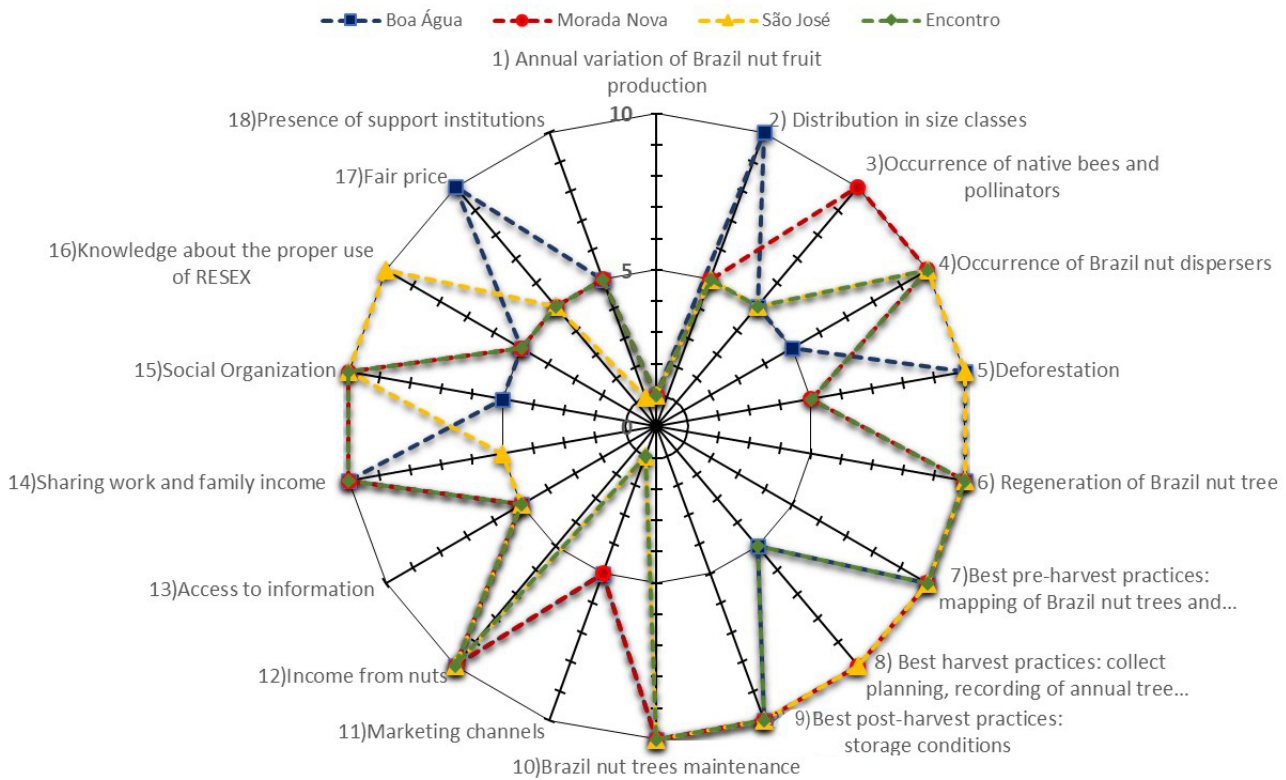 Boa Água
Morada Nova
São José
Encontro
1) Annual variation of Brazil nut fruit
production
10
5
0
2) Distribution in size classes
3)Occurrence of native bees and
pollinators
4)Occurrence of Brazil nut dispersers
5)Deforestation
6) Regeneration of Brazil nut tree
7)Best pre-harvest practices:
mapping of Brazil nut trees and...
8) Best harvest practices: collect
planning, recording of annual tree...
9)Best post-harvest practices:
storage conditions
10)Brazil nut trees maintenance
11)Marketing channels
12)Income from nuts
13)Access to information
14)Sharing work and family income
15)Social Organization
16)Knowledge about the proper use
of RESEX
17)Fair price
18)Presence of support institutions